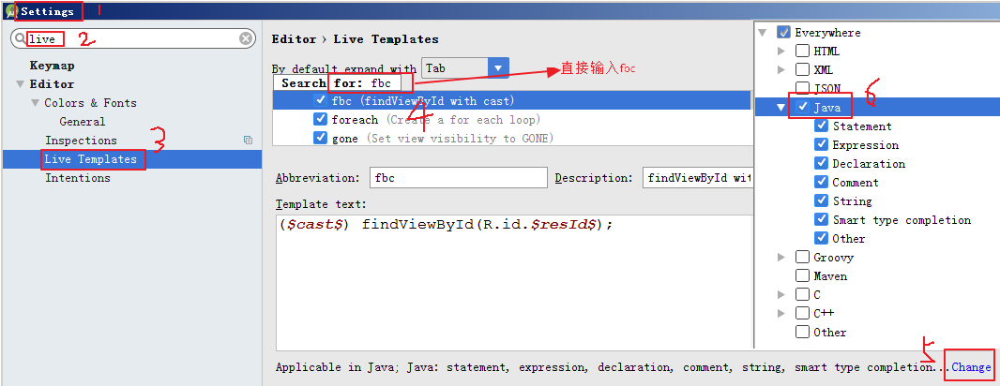 Settings 1
live 2
Keymap
Editor
Colors & Fonts
General
Inspections
3
Live Templates
Intentions
Editor › Live Templates
By default expand with Tab
Search for: fbc
直接输入fbc
4
fbc (findViewById with cast)
foreach (Create a for each loop)
gone (Set view visibility to GONE)
Abbreviation: fbc Description: findViewById wit
Template text:
($cast$) findViewById(R.id.$resId$);
Applicable in Java; Java: statement, expression, declaration, comment, string, smart type completion...Change
5
Everywhere
HTML
XML
JSON
6
Java
Statement
Expression
Declaration
Comment
String
Smart type completion
Other
Groovy
Maven
C
C++
Other